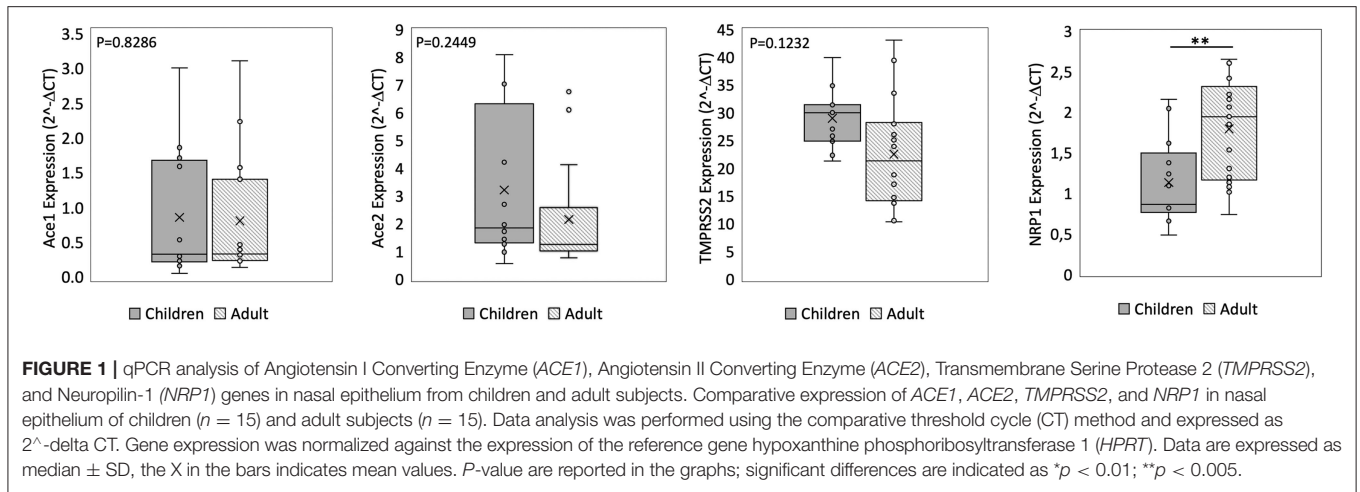 P=0.8286
Ace1 Expression (2^-ΔCT)
3.5
3.0
2.5
2.0
1.5
1.0
0.5
0.0
Children Adult
P=0.2449
Ace2 Expression (2^-ΔCT)
9
8
7
6
5
4
3
2
1
0
Children Adult
P=0.1232
TMPRSS2 Expression (2^-ΔCT)
45
40
35
30
25
20
15
10
5
0
Children Adult
**
NRP1 Expression (2^-ΔCT)
3
2,5
2
1,5
1
0,5
0
Children Adult
FIGURE 1 | qPCR analysis of Angiotensin I Converting Enzyme (ACE1), Angiotensin II Converting Enzyme (ACE2), Transmembrane Serine Protease 2 (TMPRSS2),
and Neuropilin-1 (NRP1) genes in nasal epithelium from children and adult subjects. Comparative expression of ACE1, ACE2, TMPRSS2, and NRP1 in nasal
epithelium of children (n = 15) and adult subjects (n = 15). Data analysis was performed using the comparative threshold cycle (CT) method and expressed as
2^-delta CT. Gene expression was normalized against the expression of the reference gene hypoxanthine phosphoribosyltransferase 1 (HPRT). Data are expressed as
median ± SD, the X in the bars indicates mean values. P-value are reported in the graphs; significant differences are indicated as *p < 0.01; **p < 0.005.